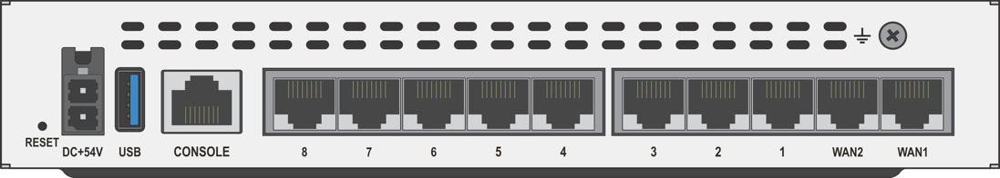 RESET
DC+54V
USB
CONSOLE
8
7
6
5
4
3
2
1
WAN2
WAN1